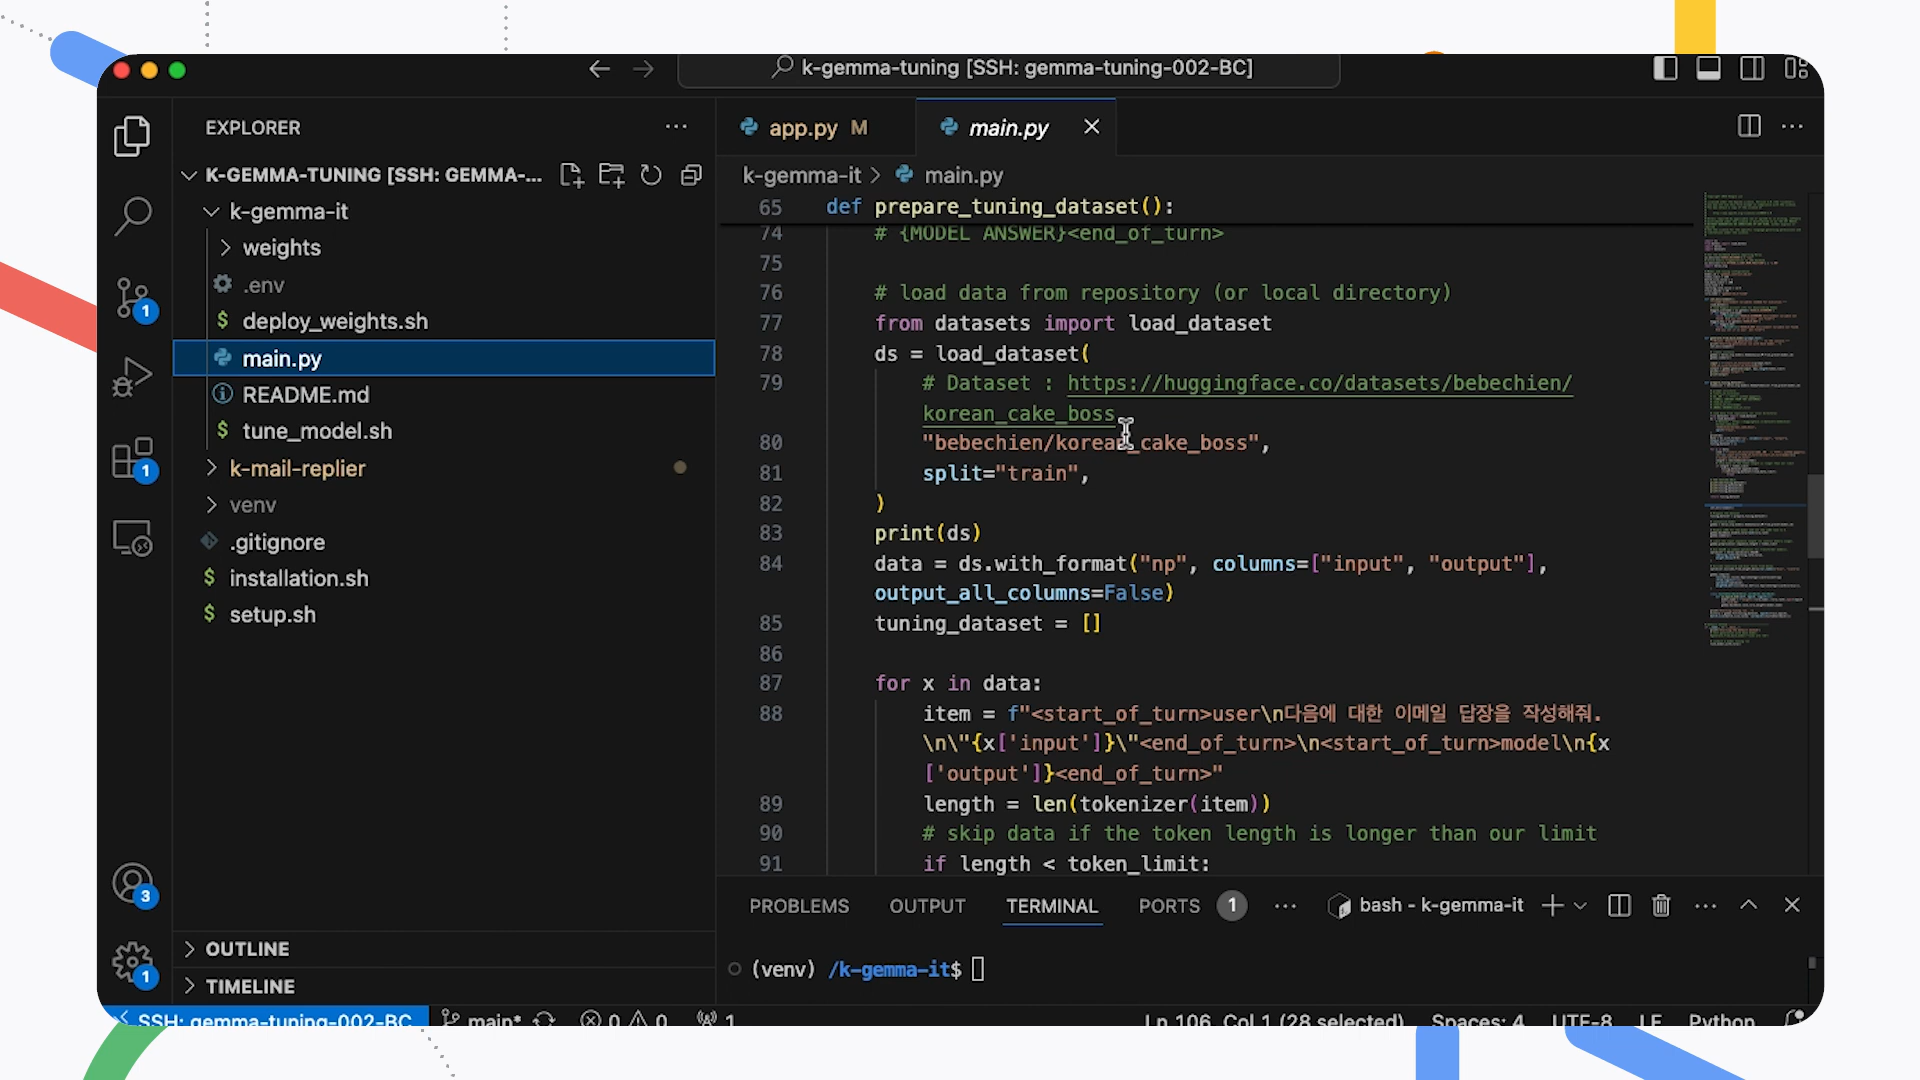 k-gemma-tuning [SSH: gemma-tuning-002-BC]
EXPLORER
K-GEMMA-TUNING [SSH: GEMMA-...
k-gemma-it
weights
.env
deploy_weights.sh
main.py
README.md
tune_model.sh
k-mail-replier
venv
.gitignore
installation.sh
setup.sh
OUTLINE
TIMELINE
1
1
3
1
app.py M
main.py
k-gemma-it > main.py
65 def prepare_tuning_dataset():
74 # {MODEL ANSWER}<end_of_turn>
75
76 # load data from repository (or local directory)
77 from datasets import load_dataset
78 ds = load_dataset(
79 # Dataset : https://huggingface.co/datasets/bebechien/
korean_cake_boss
80 "bebechien/korean_cake_boss",
81 split="train",
82 )
83 print(ds)
84 data = ds.with_format("np", columns=["input", "output"],
output_all_columns=False)
85 tuning_dataset = []
86
87 for x in data:
88 item = f"<start_of_turn>user\n다음에 대한 이메일 답장을 작성해줘.
\n\"{x['input']}\"<end_of_turn>\n<start_of_turn>model\n{x
['output']}<end_of_turn>"
89 length = len(tokenizer(item))
90 # skip data if the token length is longer than our limit
91 if length < token_limit:
PROBLEMS OUTPUT TERMINAL PORTS 1 ... bash - k-gemma-it
(venv) /k-gemma-it$
SSH: gemma-tuning-002-BC main* 0 0 1 Ln 106, Col 1 (28 selected) Spaces: 4 UTF-8 LF Python